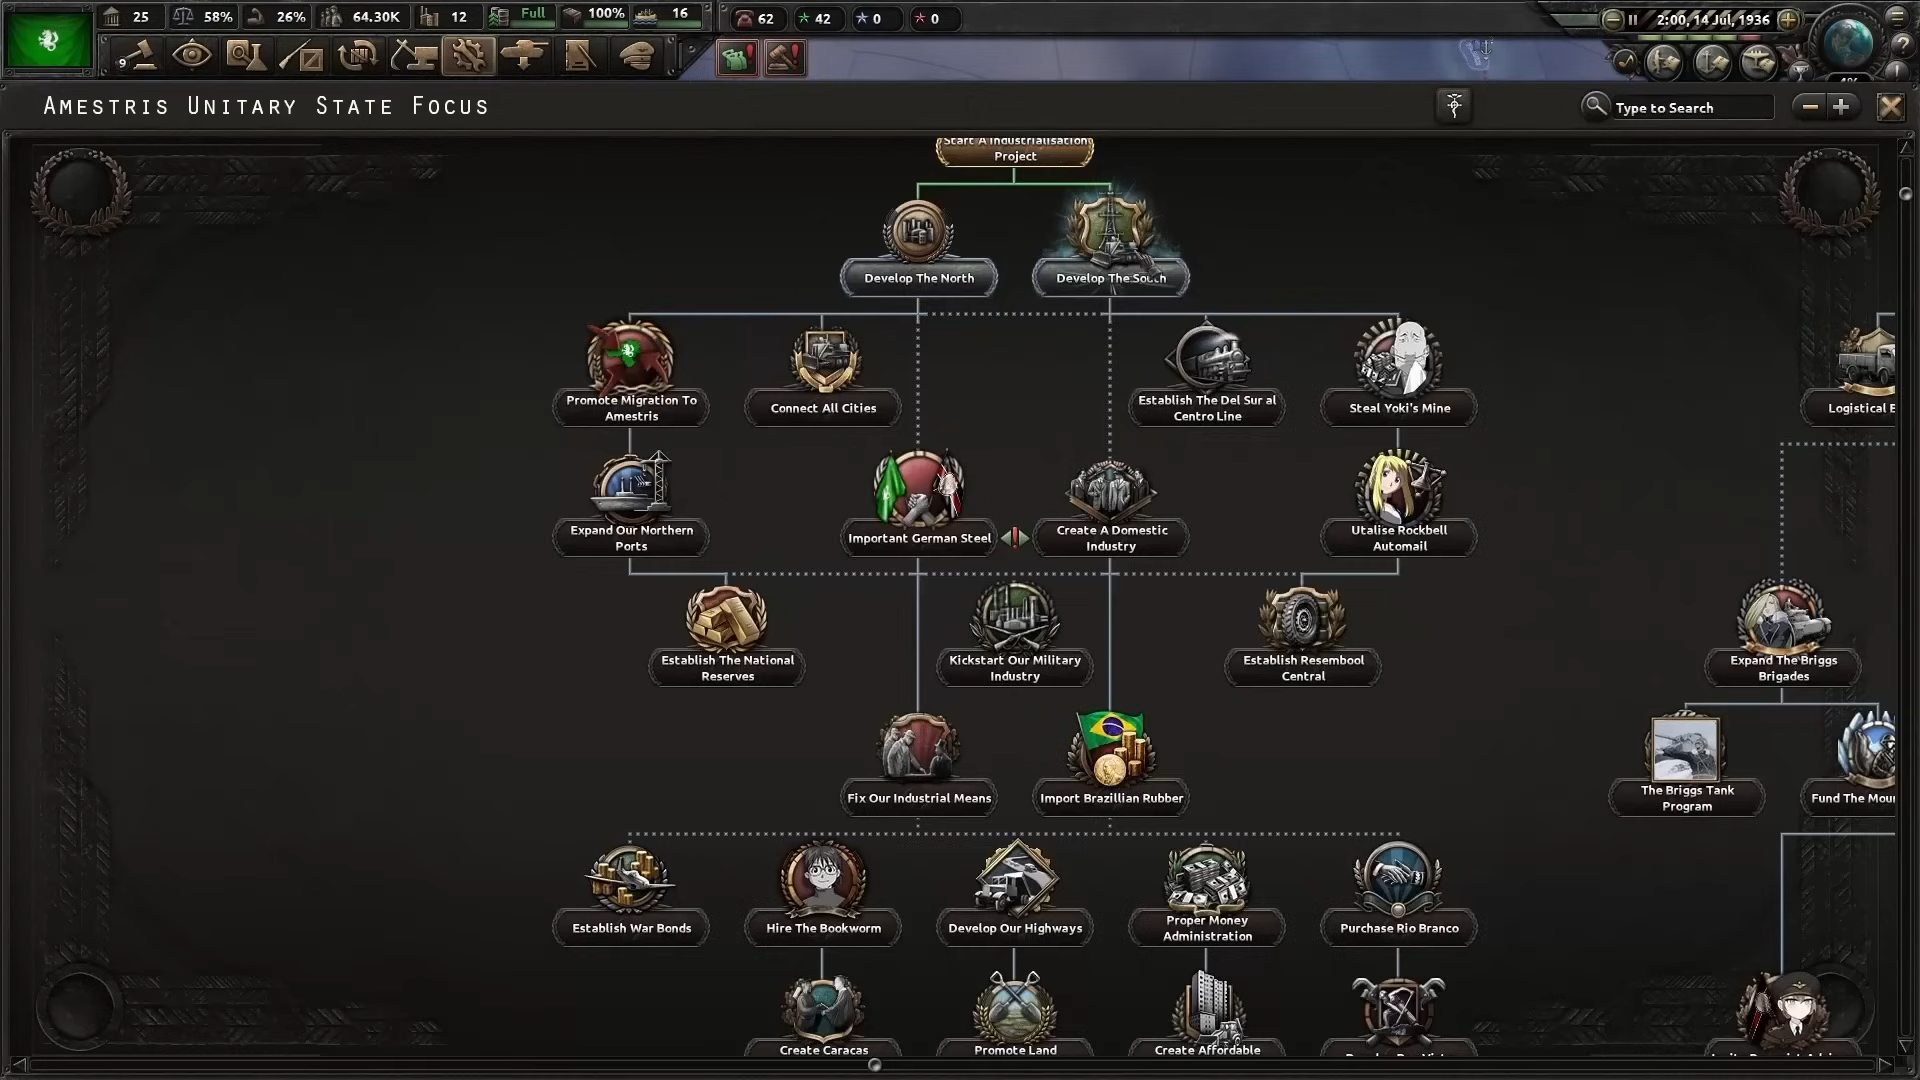 25
58%
26%
64.30K
12
Full
100%
16
62
42
0
0
2:00, 14 Jul, 1936
9
AMESTRIS UNITARY STATE FOCUS
Type to Search
Start A Industrialisation
Project
Develop The North
Develop The South
Promote Migration To
Amestris
Connect All Cities
Establish The Del Sur al
Centro Line
Steal Yoki's Mine
Logistical E
Expand Our Northern
Ports
Important German Steel
Create A Domestic
Industry
Utalise Rockbell
Automail
Establish The National
Reserves
Kickstart Our Military
Industry
Establish Resembool
Central
Expand The Briggs
Brigades
Fix Our Industrial Means
Import Brazillian Rubber
The Briggs Tank
Program
Fund The Mour
Establish War Bonds
Hire The Bookworm
Develop Our Highways
Proper Money
Administration
Purchase Rio Branco
Create Caracas
Promote Land
Create Affordable